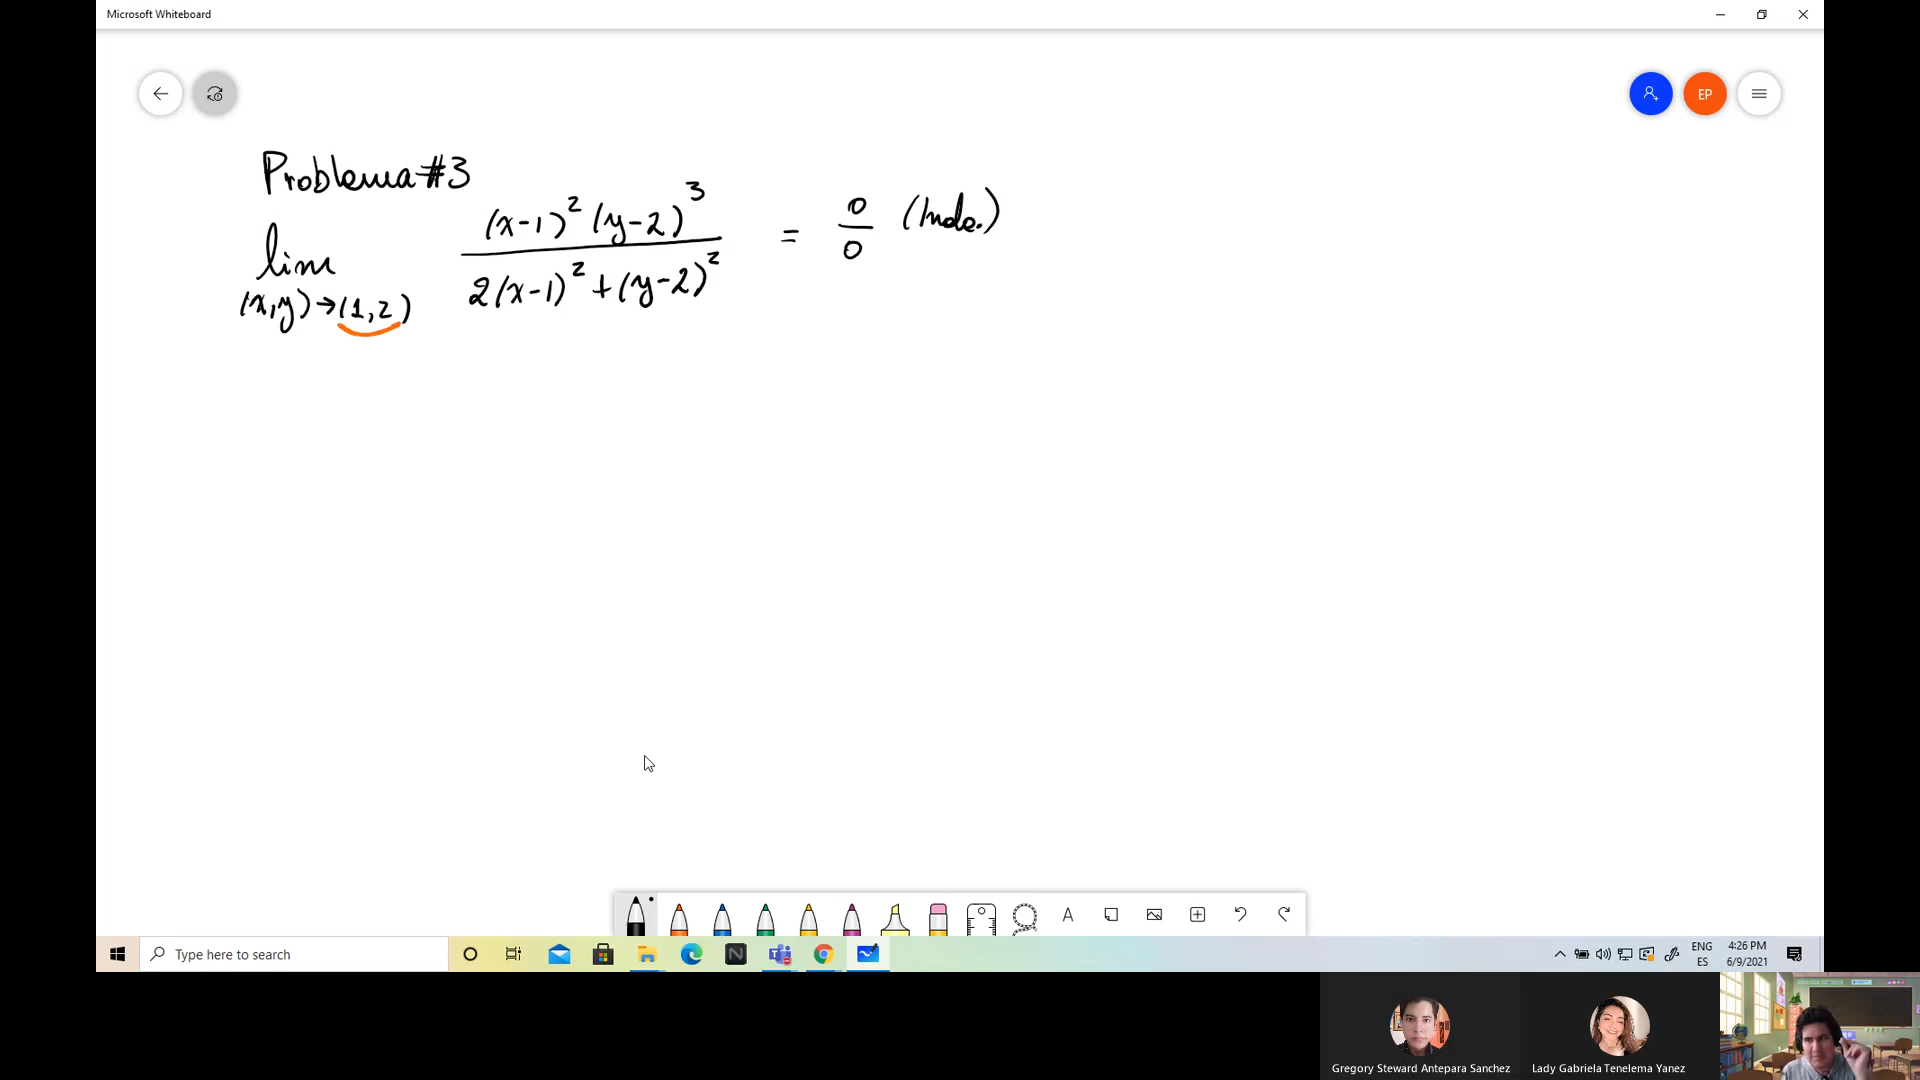 Microsoft Whiteboard
EP
Problema #3
lim (x-1)² (y-2)³ / 2(x-1)² + (y-2)² = 0/0 (Inde.)
(x,y)→(1,2)
A
Type here to search
N
ENG
ES
4:26 PM
6/9/2021
Gregory Steward Antepara Sanchez
Lady Gabriela Tenelema Yanez